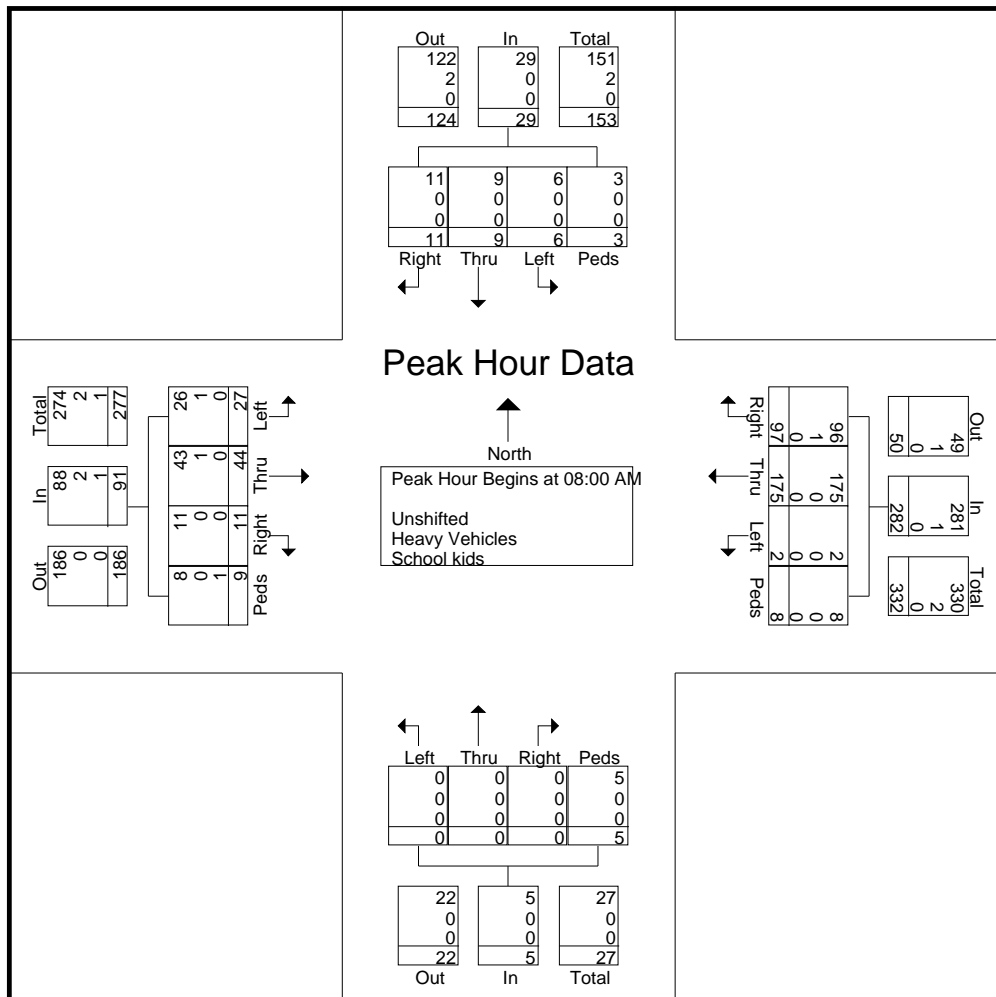 Out In Total
122 29 151
2 0 2
0 0 0
124 29 153
11 9 6 3
0 0 0 0
0 0 0 0
11 9 6 3
Right Thru Left Peds
Peak Hour Data
North
Peak Hour Begins at 08:00 AM
Unshifted
Heavy Vehicles
School kids
Total
274
2
1
277
In
88
2
1
91
Out
186
0
0
186
Left
26
1
0
27
Thru
43
1
0
44
Right
11
0
0
11
Peds
8
0
1
9
Right
96
1
0
97
Thru
175
0
0
175
Left
2
0
0
2
Peds
8
0
0
8
Out
49
1
0
50
In
281
1
0
282
Total
330
2
0
332
Left Thru Right Peds
0 0 0 5
0 0 0 0
0 0 0 0
0 0 0 5
22 5 27
0 0 0
0 0 0
22 5 27
Out In Total